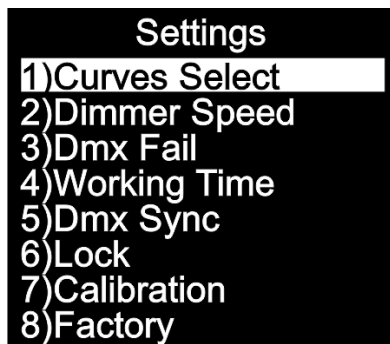 Settings
1)Curves Select
2)Dimmer Speed
3)Dmx Fail
4)Working Time
5)Dmx Sync
6)Lock
7)Calibration
8)Factory